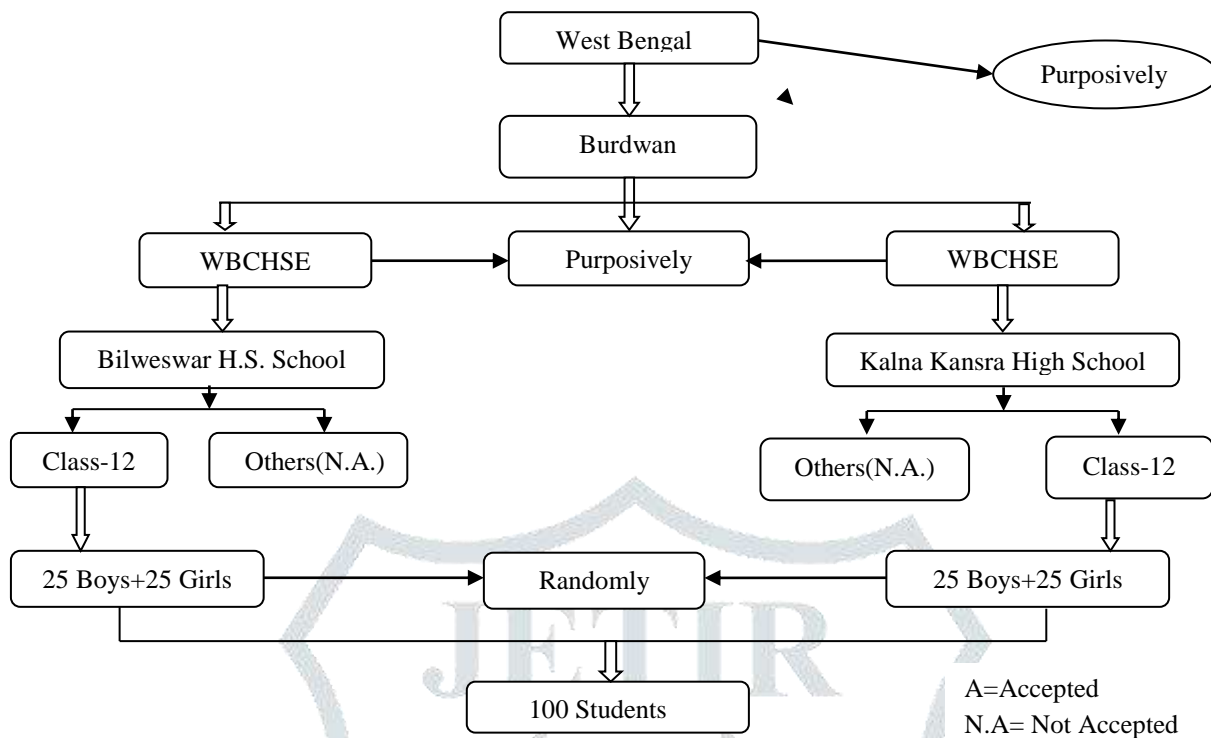 West Bengal
Purposively
Burdwan
WBCHSE
Purposively
WBCHSE
Bilweswar H.S. School
Kalna Kansra High School
Class-12
Others(N.A.)
Others(N.A.)
Class-12
25 Boys+25 Girls
Randomly
25 Boys+25 Girls
JETIR
100 Students
A=Accepted
N.A= Not Accepted